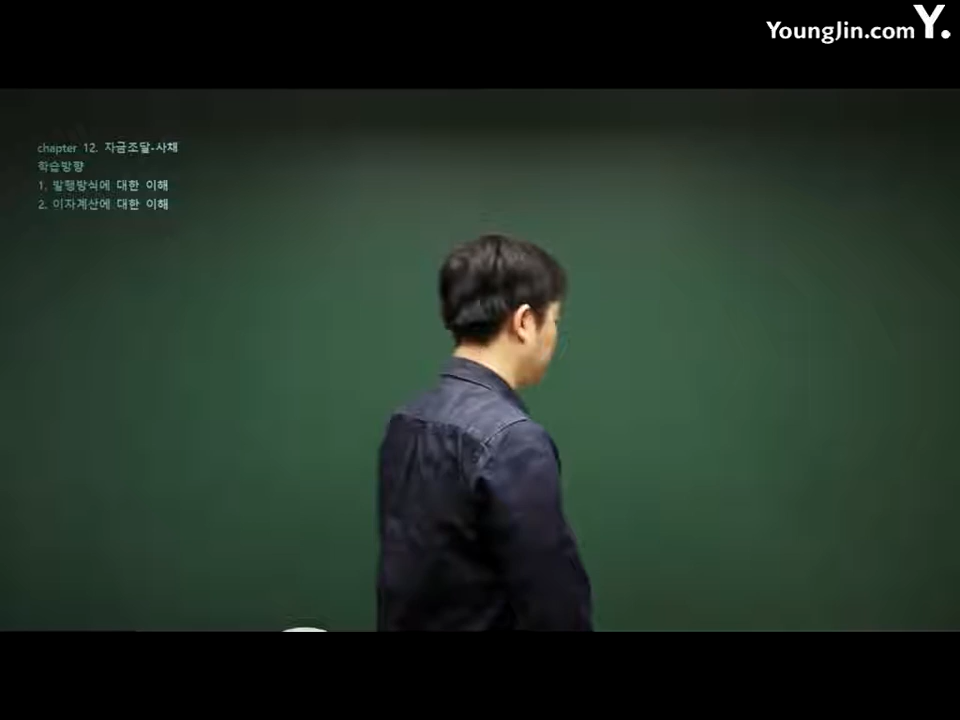 YoungJin.com Y.
chapter 12. 자금조달-사채
학습방향
1. 발행방식에 대한 이해
2. 이자계산에 대한 이해